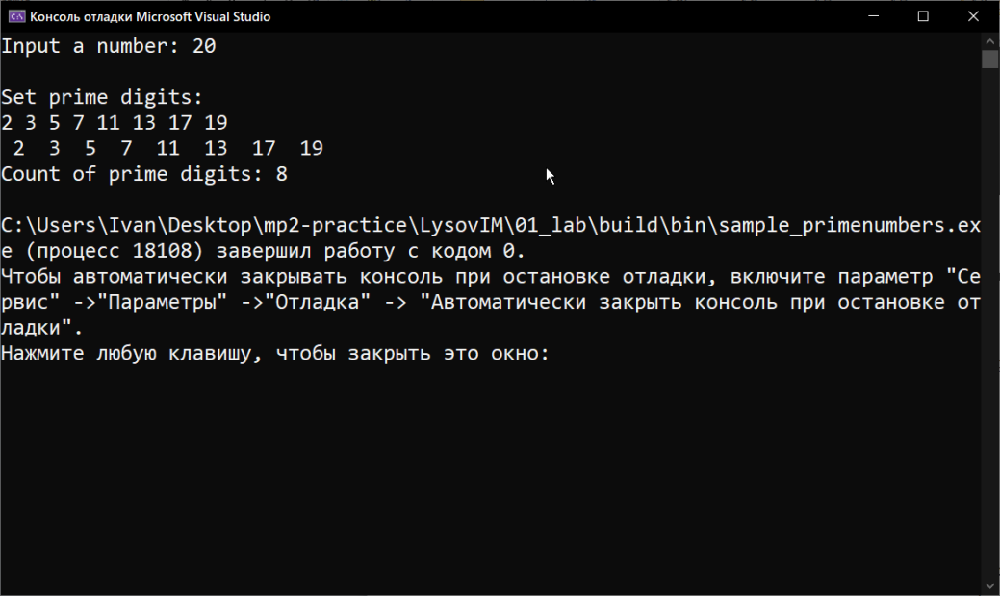 Консоль отладки Microsoft Visual Studio
Input a number: 20
Set prime digits:
2 3 5 7 11 13 17 19
2 3 5 7 11 13 17 19
Count of prime digits: 8
C:\Users\Ivan\Desktop\mp2-practice\LysovIM\01_lab\build\bin\sample_primenumbers.ex
e (процесс 18108) завершил работу с кодом 0.
Чтобы автоматически закрывать консоль при остановке отладки, включите параметр "Се
рвис" ->"Параметры" ->"Отладка" -> "Автоматически закрыть консоль при остановке от
ладки".
Нажмите любую клавишу, чтобы закрыть это окно: